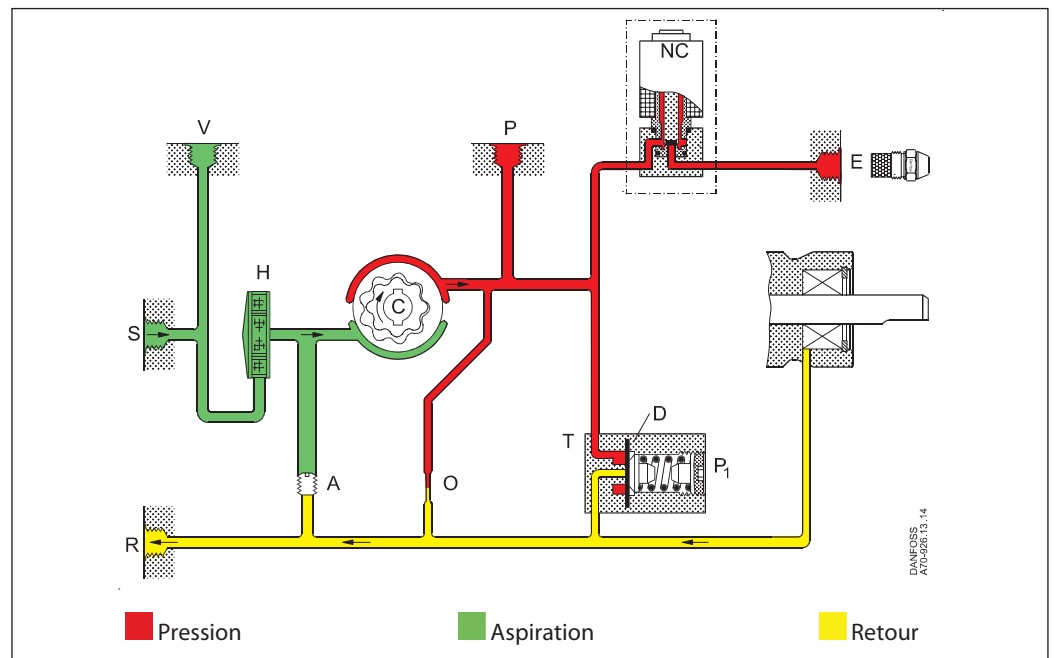 NC
V
P
E
H
S
C
D
T
P1
A
O
R
DANFOSS
A70-926.13.14
Pression
Aspiration
Retour